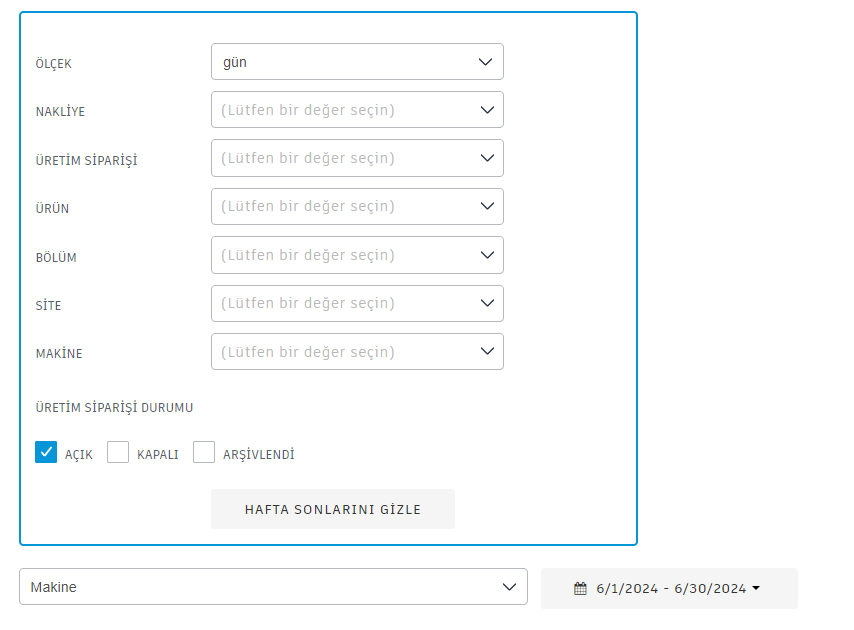 ÖLÇEK gün
NAKLİYE (Lütfen bir değer seçin)
ÜRETİM SİPARİŞİ (Lütfen bir değer seçin)
ÜRÜN (Lütfen bir değer seçin)
BÖLÜM (Lütfen bir değer seçin)
SİTE (Lütfen bir değer seçin)
MAKİNE (Lütfen bir değer seçin)
ÜRETİM SİPARİŞİ DURUMU
AÇIK KAPALI ARŞİVLENDİ
HAFTA SONLARINI GİZLE
Makine 6/1/2024 - 6/30/2024